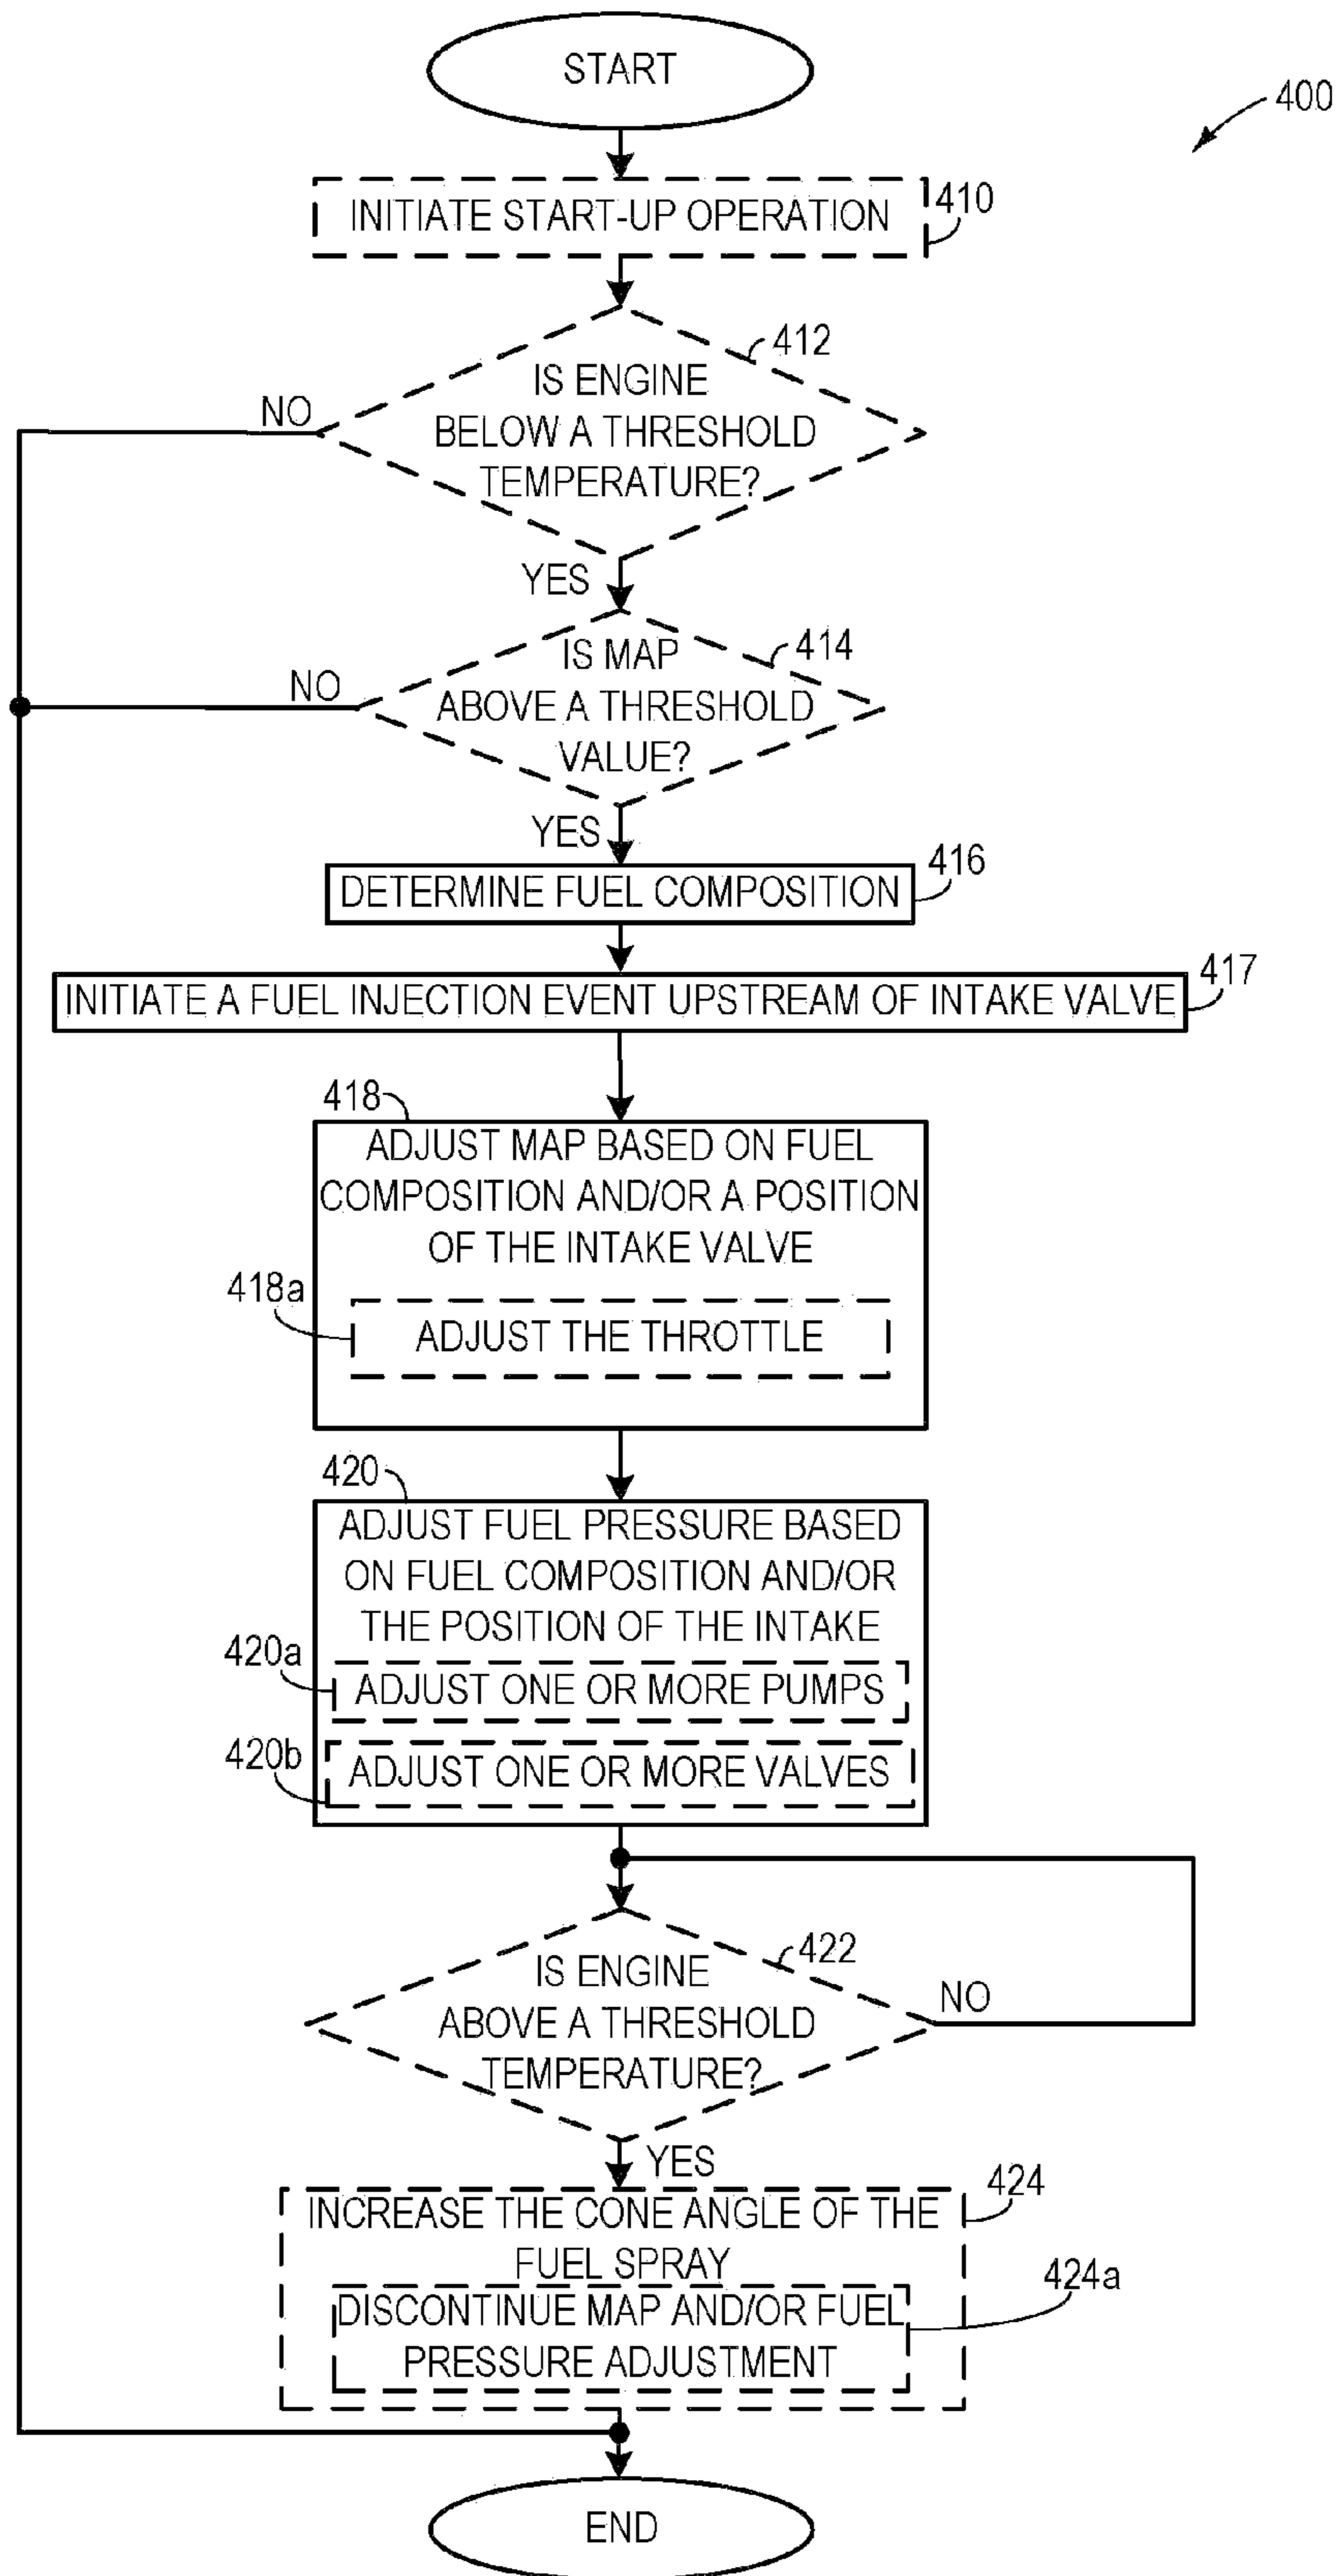 START
400
INITIATE START-UP OPERATION
410
412
IS ENGINE
BELOW A THRESHOLD
TEMPERATURE?
NO
YES
414
IS MAP
ABOVE A THRESHOLD
VALUE?
NO
YES
416
DETERMINE FUEL COMPOSITION
417
INITIATE A FUEL INJECTION EVENT UPSTREAM OF INTAKE VALVE
418
ADJUST MAP BASED ON FUEL
COMPOSITION AND/OR A POSITION
OF THE INTAKE VALVE
418a
ADJUST THE THROTTLE
420
ADJUST FUEL PRESSURE BASED
ON FUEL COMPOSITION AND/OR
THE POSITION OF THE INTAKE
420a
ADJUST ONE OR MORE PUMPS
420b
ADJUST ONE OR MORE VALVES
422
IS ENGINE
ABOVE A THRESHOLD
TEMPERATURE?
NO
YES
424
INCREASE THE CONE ANGLE OF THE
FUEL SPRAY
424a
DISCONTINUE MAP AND/OR FUEL
PRESSURE ADJUSTMENT
END